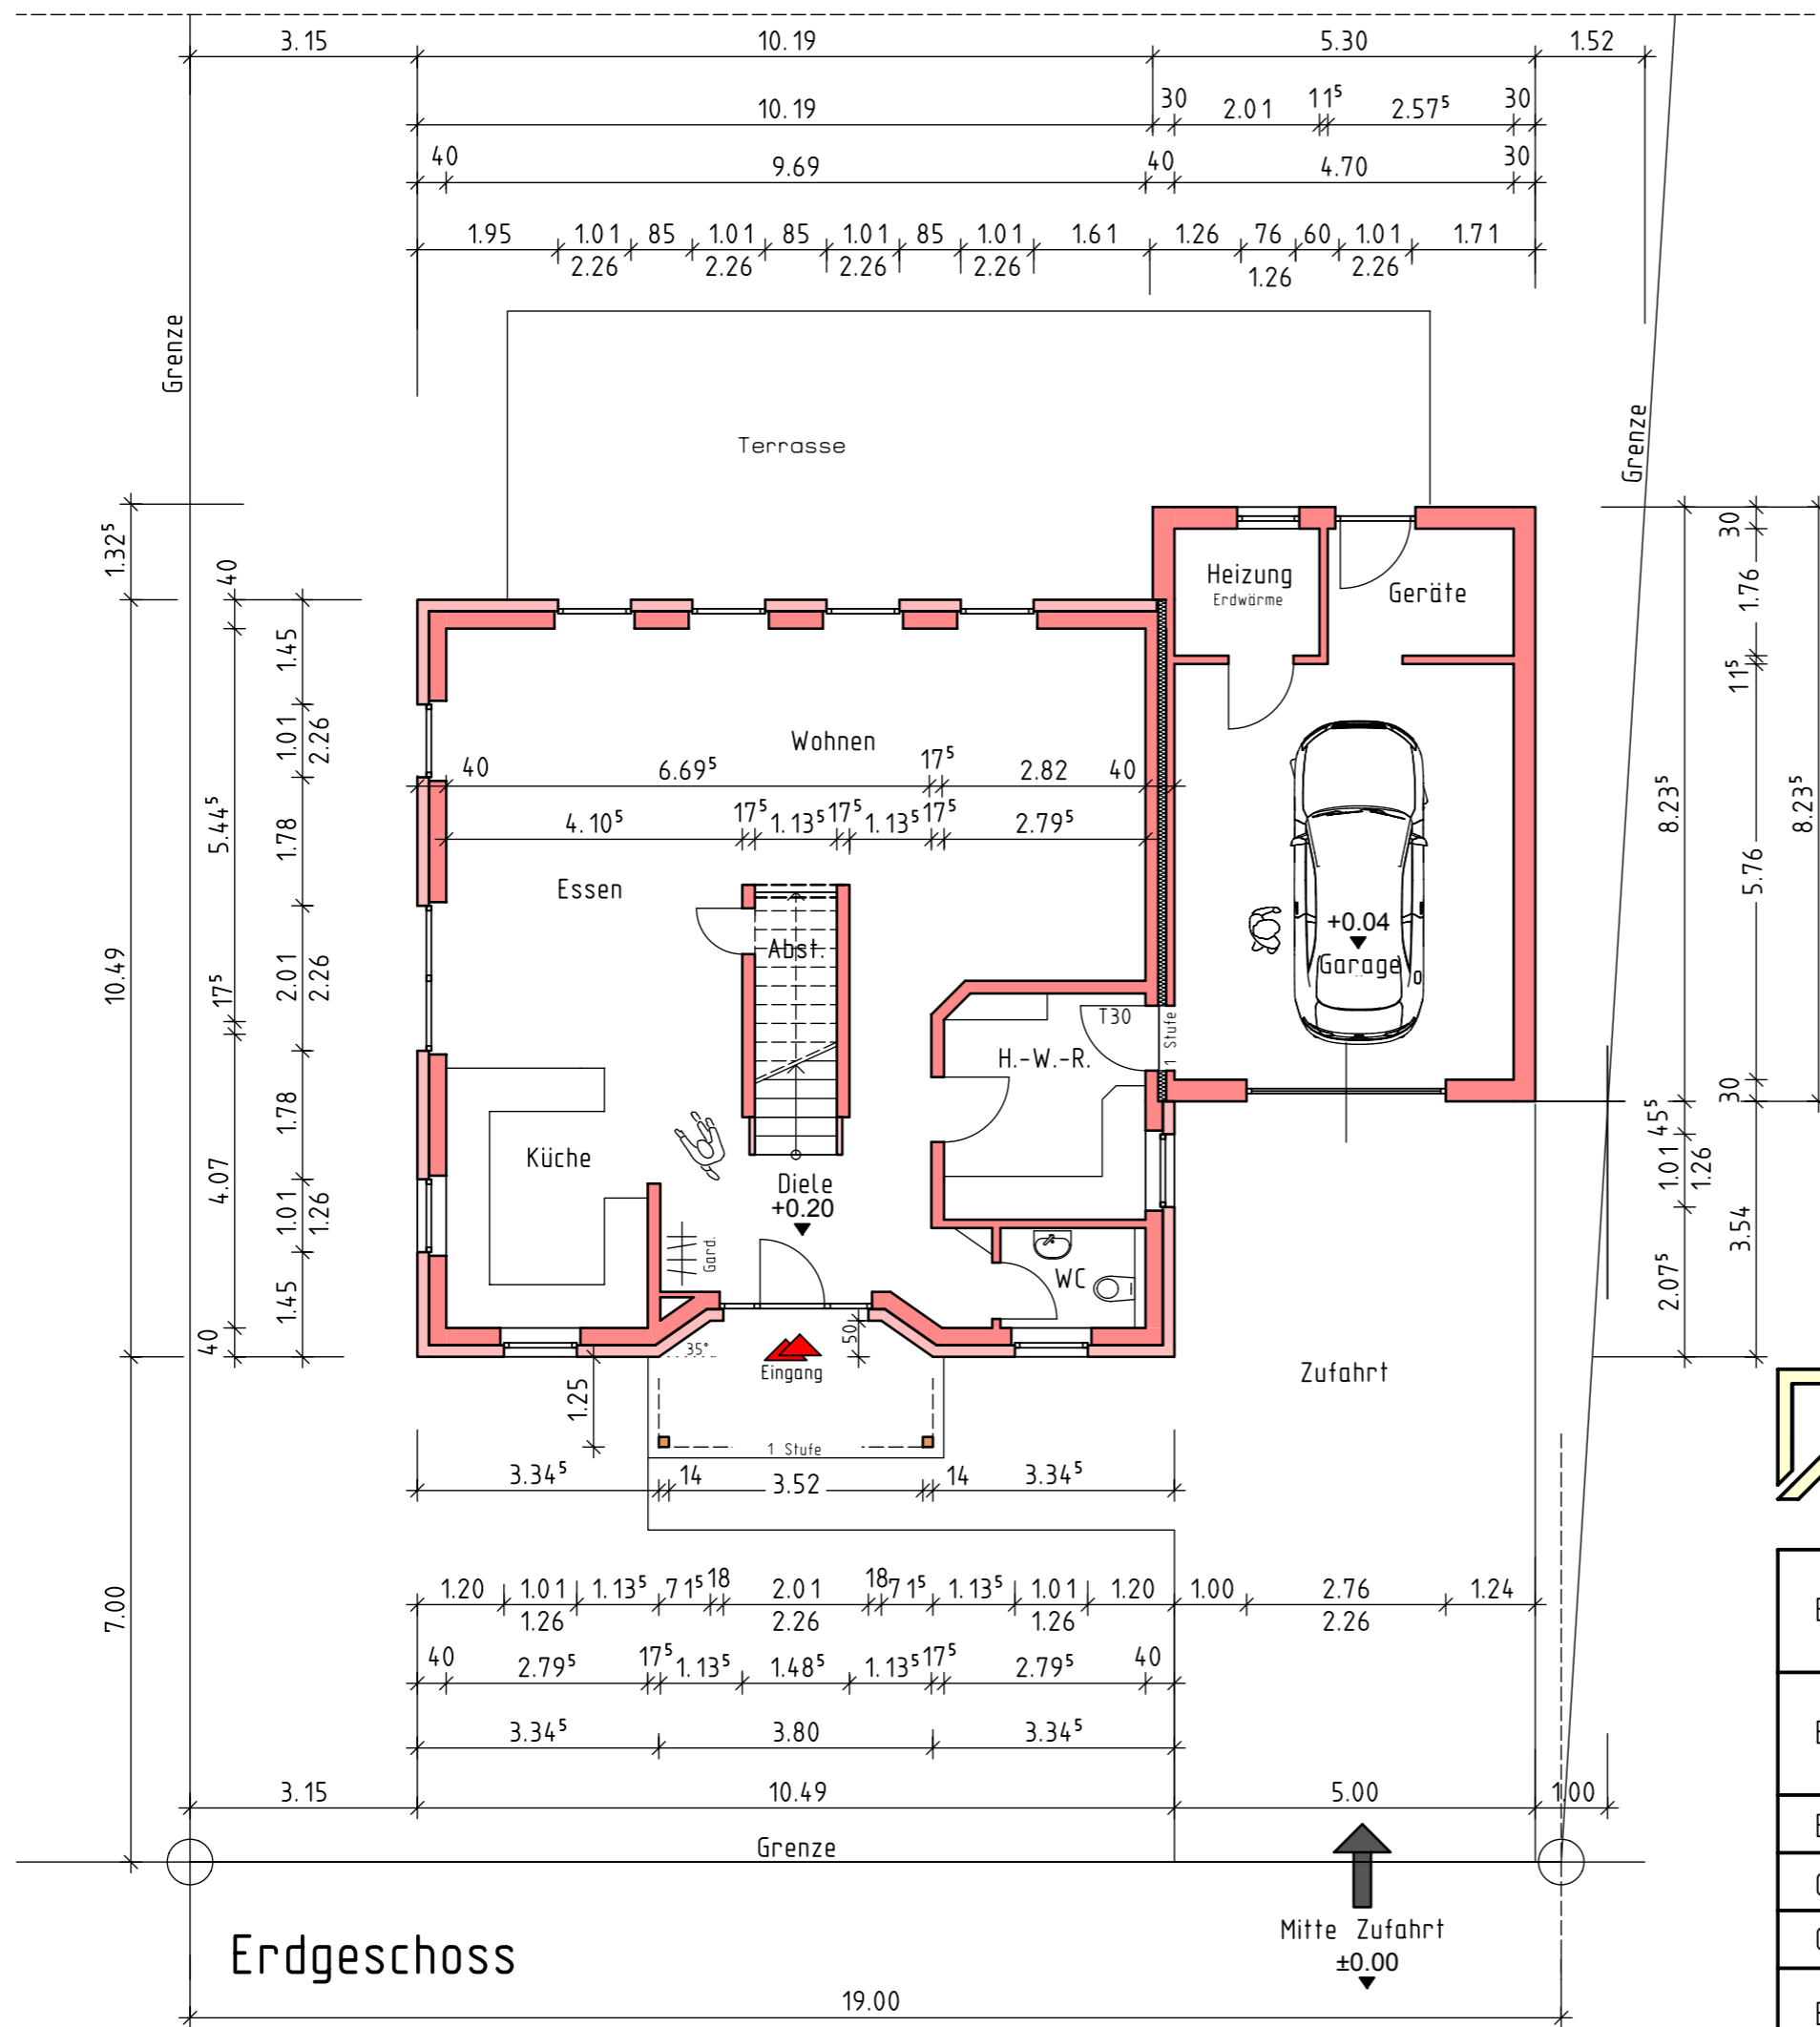 3.15 10.19 5.30 1.52
10.19 30 2.01 11⁵ 2.57⁵ 30
40 9.69 40 4.70 30
1.95 1.01 85 1.01 85 1.01 85 1.01 1.61 1.26 76 60 1.01 1.71
2.26 2.26 2.26 2.26 1.26 2.26
Grenze
Grenze
Terrasse
1.32⁵
10.49
7.00
40
5.44⁵
17⁵
4.07
40
1.45
1.01
2.26
1.78
2.01
2.26
1.78
1.01
1.26
1.45
Heizung
Erdwärme
Geräte
Wohnen
40 6.69⁵ 17⁵ 2.82 40
4.10⁵ 17⁵ 1.13⁵ 17⁵ 1.13⁵ 17⁵ 2.79⁵
Essen
Abst.
+0.04
Garage
T30
1 Stufe
H.-W.-R.
Küche
Diele
+0.20
Gard.
WC
35°
50
Eingang
1.25
1 Stufe
Zufahrt
8.23⁵
45⁵
1.01
1.26
2.07⁵
30
1.76
11⁵
5.76
30
3.54
8.23⁵
3.34⁵ 14 3.52 14 3.34⁵
1.20 1.01 1.13⁵ 71⁵ 18 2.01 18 71⁵ 1.13⁵ 1.01 1.20 1.00 2.76 1.24
1.26 2.26 1.26 2.26
40 2.79⁵ 17⁵ 1.13⁵ 1.48⁵ 1.13⁵ 17⁵ 2.79⁵ 40
3.34⁵ 3.80 3.34⁵
3.15 10.49 5.00 1.00
Grenze
Mitte Zufahrt
±0.00
Erdgeschoss
19.00